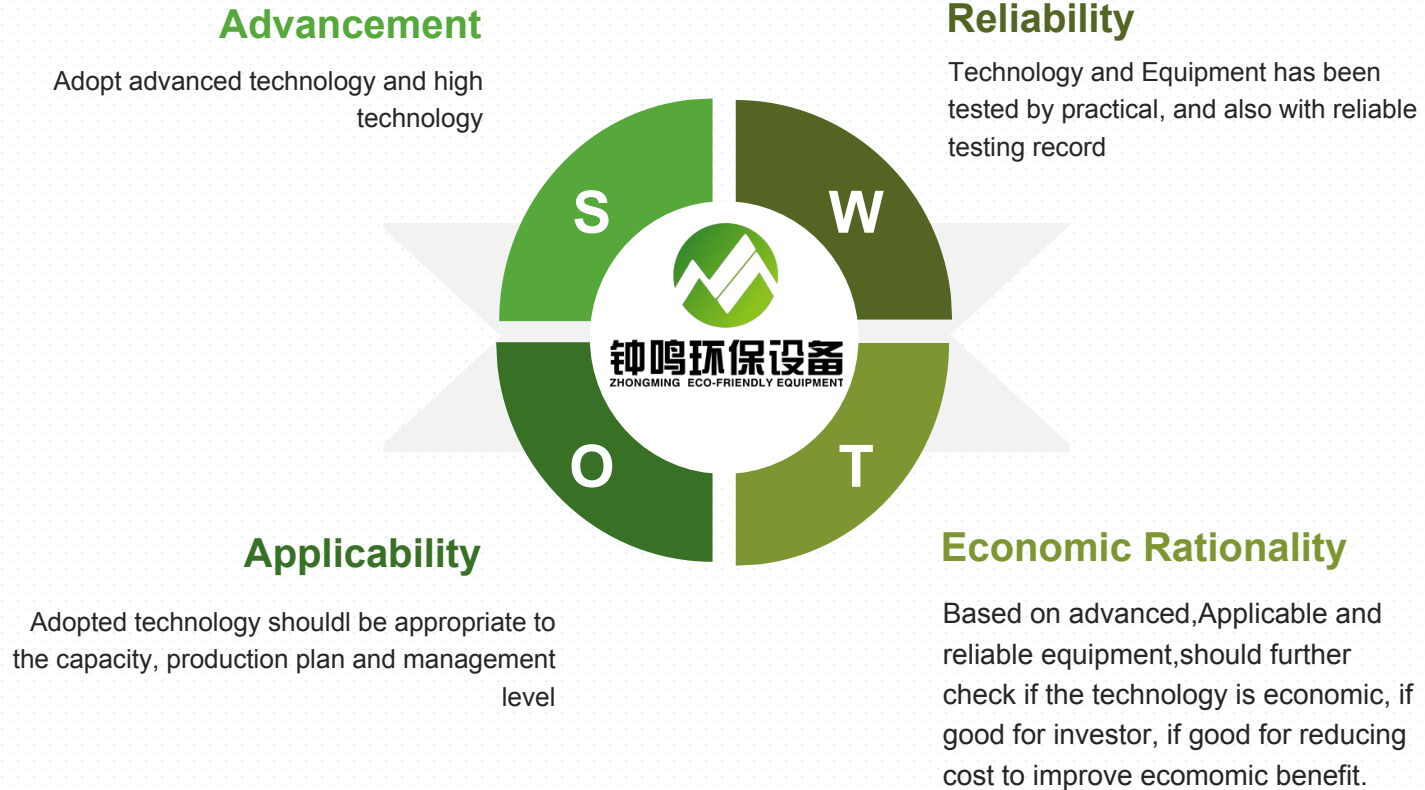 Advancement
Adopt advanced technology and high
technology
Reliability
Technology and Equipment has been
tested by practical, and also with reliable
testing record
S
W
钟鸣环保设备
ZHONGMING ECO-FRIENDLY EQUIPMENT
O
T
Applicability
Adopted technology shouldl be appropriate to
the capacity, production plan and management
level
Economic Rationality
Based on advanced,Applicable and
reliable equipment,should further
check if the technology is economic, if
good for investor, if good for reducing
cost to improve ecomomic benefit.